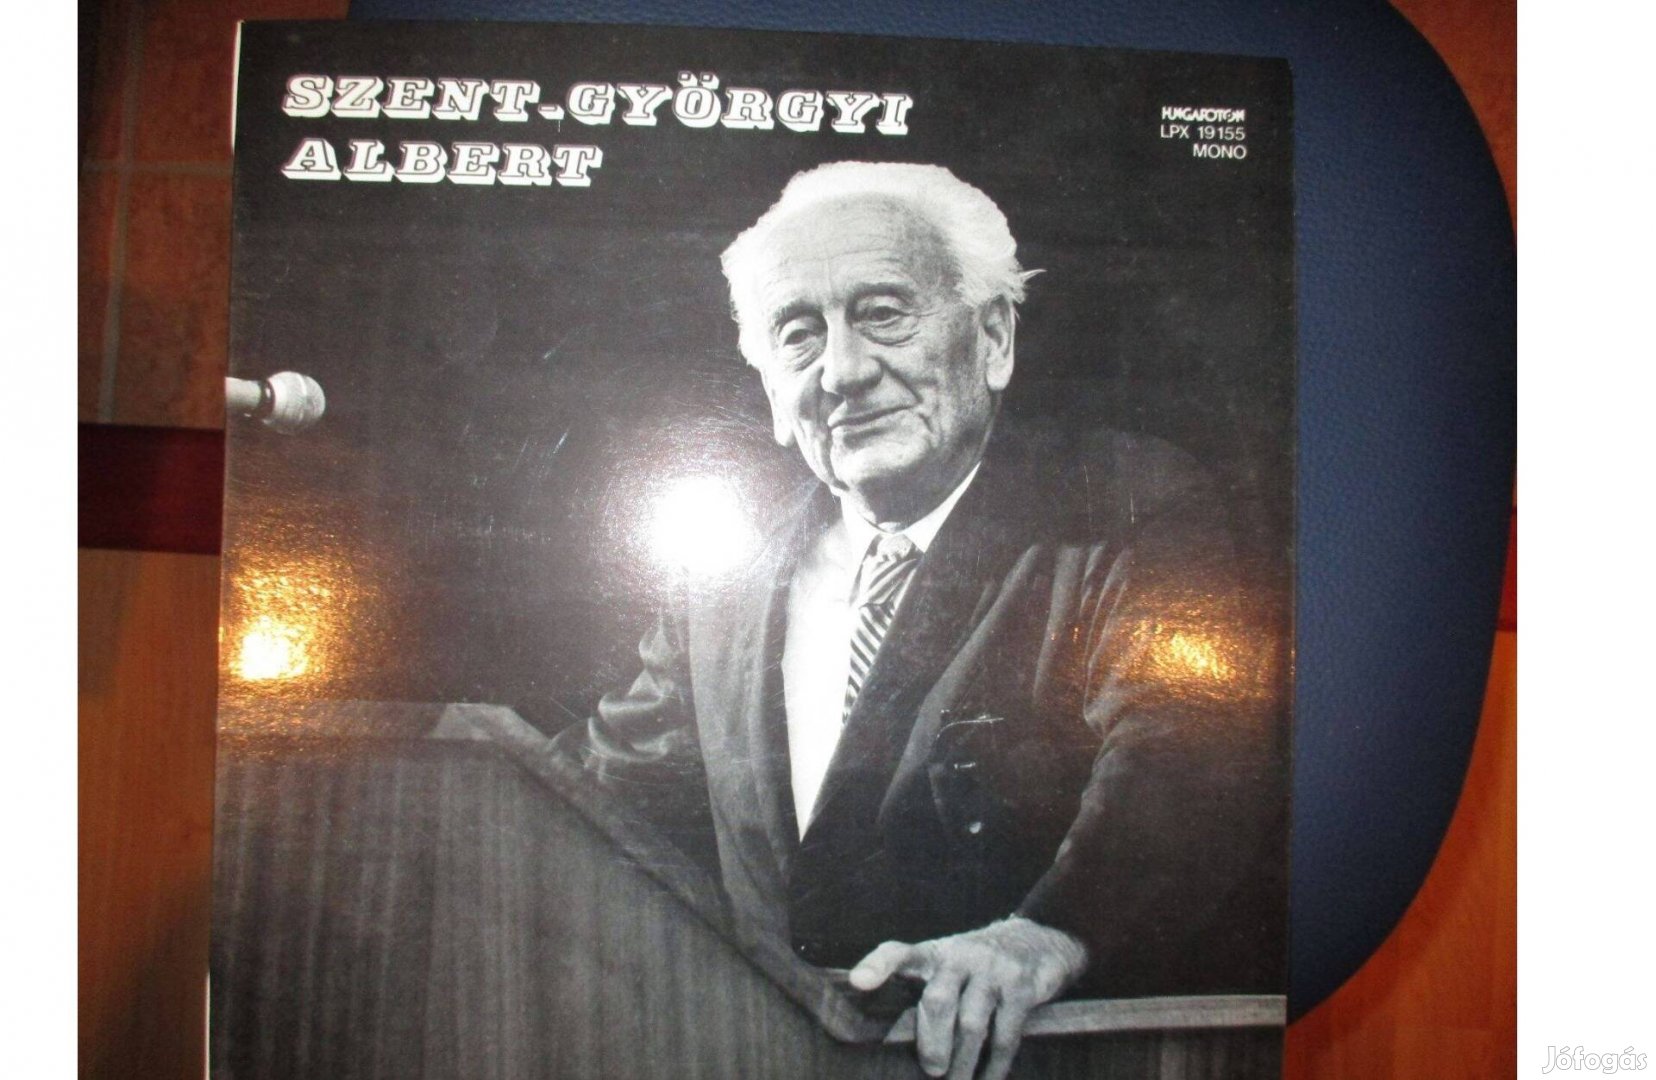 SZENT-GYÖRGYI
ALBERT
HUNGAROTON
LPX 19155
MONO
Jófogás